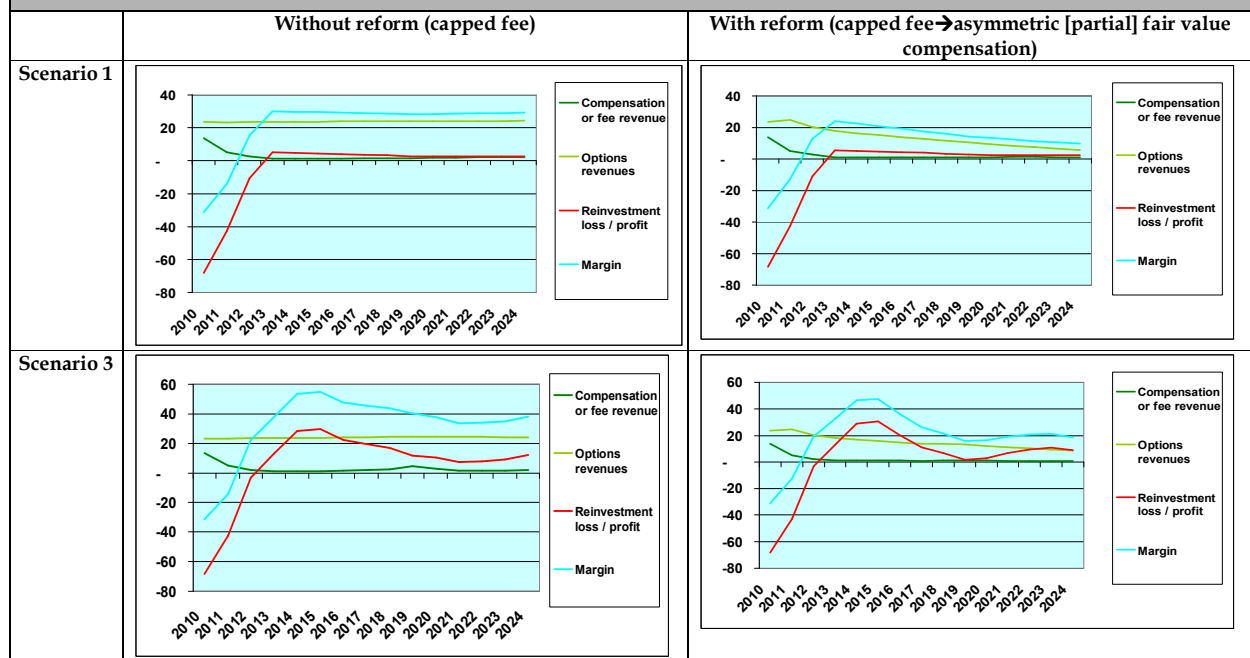 Without reform (capped fee)
With reform (capped fee→asymmetric [partial] fair value
compensation)
Scenario 1
40
20
-
-20
-40
-60
-80
2010
2011
2012
2013
2014
2015
2016
2017
2018
2019
2020
2021
2022
2023
2024
Compensation
or fee revenue
Options
revenues
Reinvestment
loss / profit
Margin
40
20
-
-20
-40
-60
-80
2010
2011
2012
2013
2014
2015
2016
2017
2018
2019
2020
2021
2022
2023
2024
Compensation
or fee revenue
Options
revenues
Reinvestment
loss / profit
Margin
Scenario 3
60
40
20
-
-20
-40
-60
-80
2010
2011
2012
2013
2014
2015
2016
2017
2018
2019
2020
2021
2022
2023
2024
Compensation
or fee revenue
Options
revenues
Reinvestment
loss / profit
Margin
60
40
20
-
-20
-40
-60
-80
2010
2011
2012
2013
2014
2015
2016
2017
2018
2019
2020
2021
2022
2023
2024
Compensation
or fee revenue
Options
revenues
Reinvestment
loss / profit
Margin